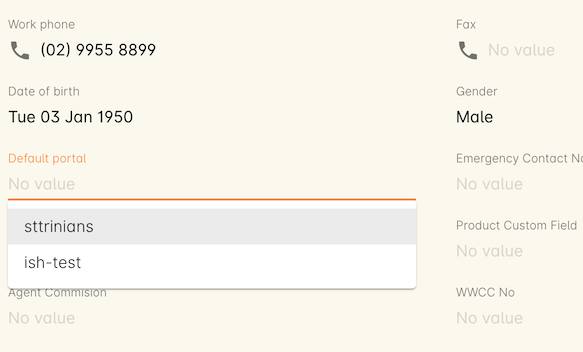 Work phone
(02) 9955 8899
Date of birth
Tue 03 Jan 1950
Default portal
No value
sttrinians
ish-test
Agent Commision
No value
Fax
No value
Gender
Male
Emergency Contact No
No value
Product Custom Field
No value
WWCC No
No value